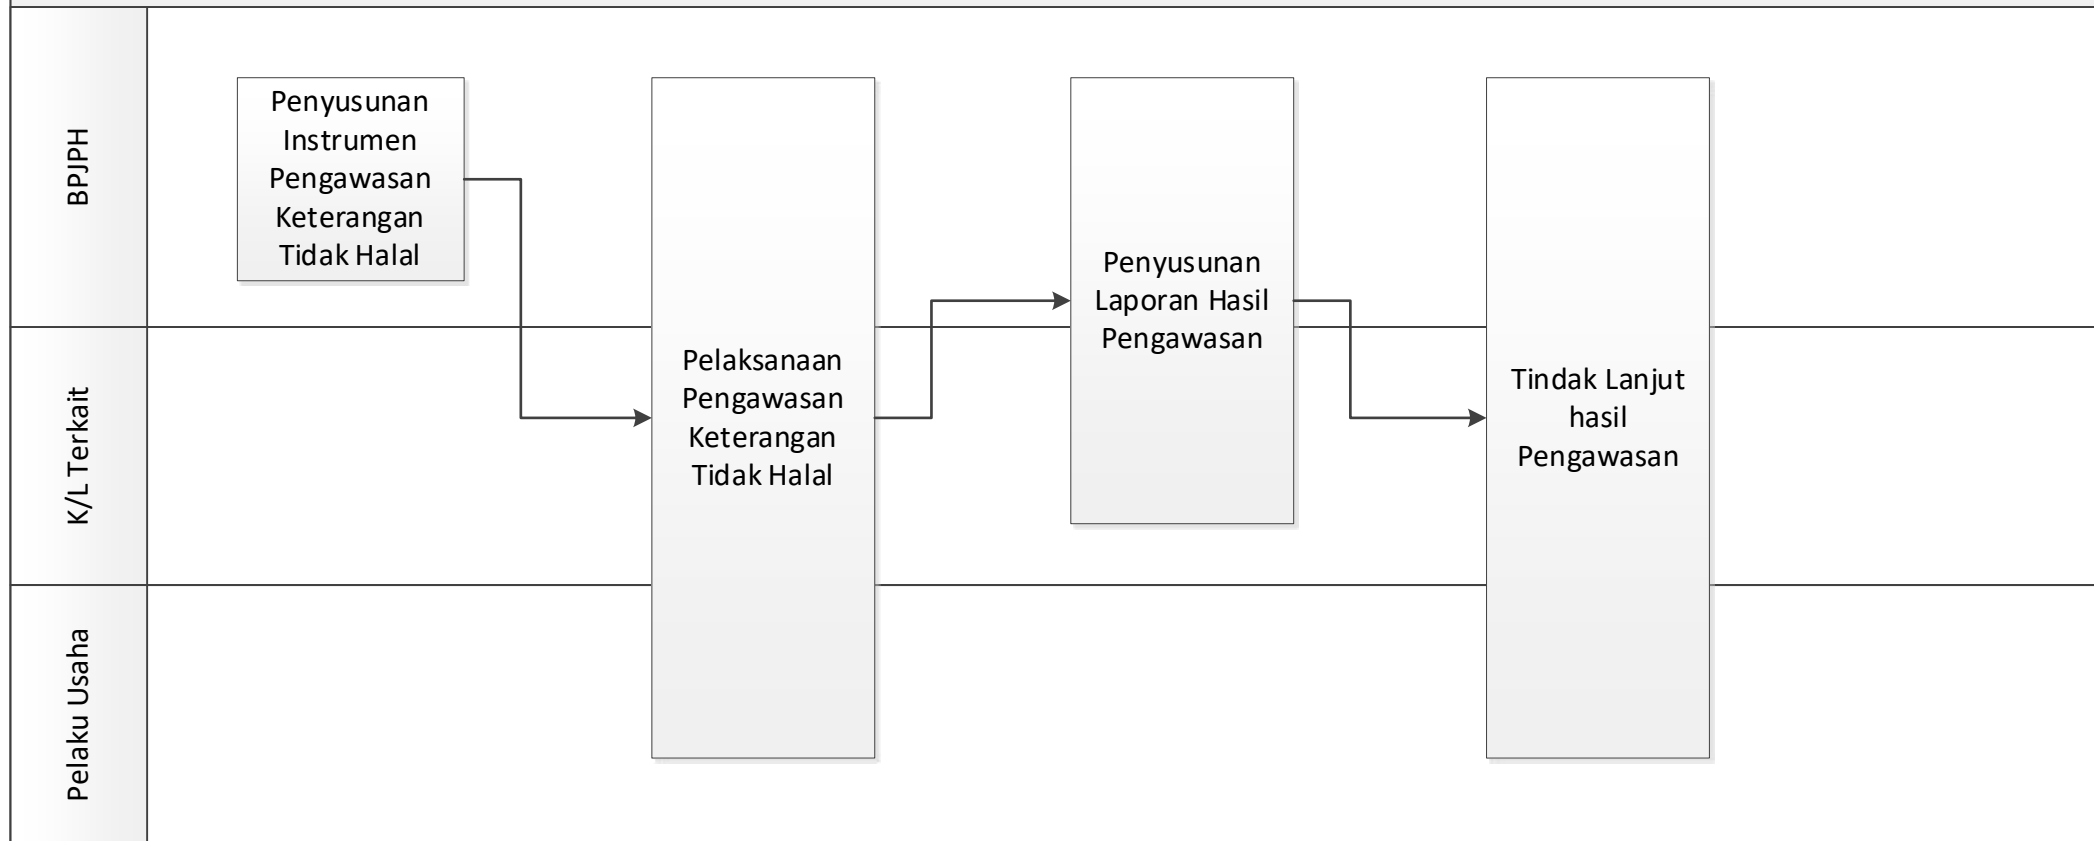 BPJPH
Penyusunan
Instrumen
Pengawasan
Keterangan
Tidak Halal
Pelaksanaan
Pengawasan
Keterangan
Tidak Halal
Penyusunan
Laporan Hasil
Pengawasan
Tindak Lanjut
hasil
Pengawasan
K/L Terkait
Pelaku Usaha